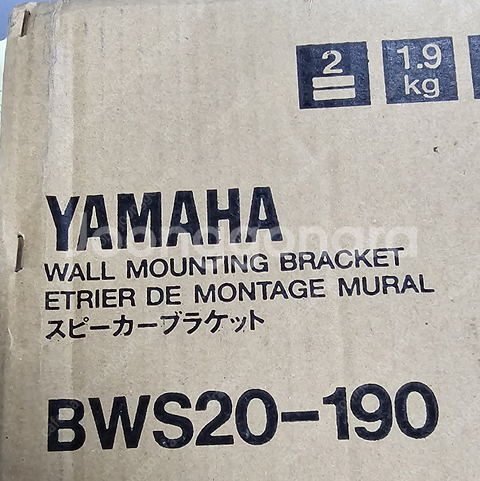 2
1.9
kg
YAMAHA
WALL MOUNTING BRACKET
ETRIER DE MONTAGE MURAL
スピーカーブラケット
BWS20-190